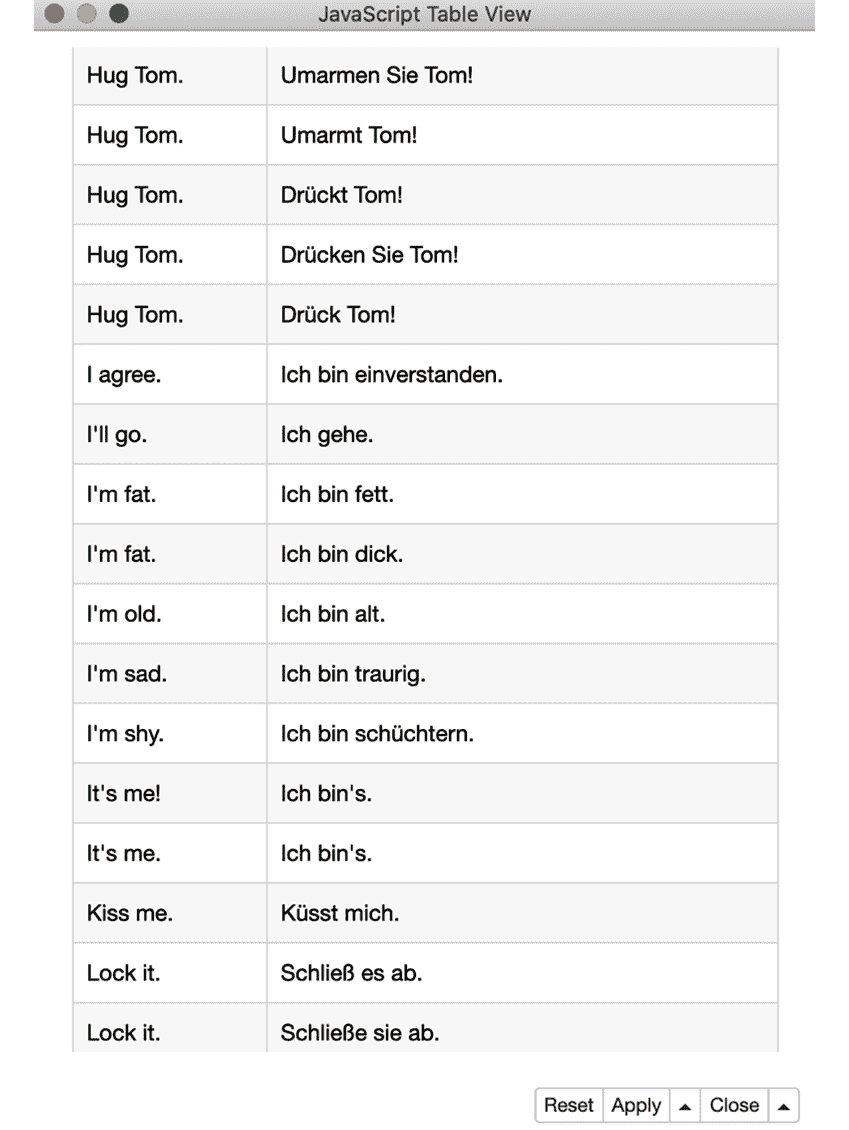 JavaScript Table View
Hug Tom. Umarmen Sie Tom!
Hug Tom. Umarmt Tom!
Hug Tom. Drückt Tom!
Hug Tom. Drücken Sie Tom!
Hug Tom. Drück Tom!
I agree. Ich bin einverstanden.
I'll go. Ich gehe.
I'm fat. Ich bin fett.
I'm fat. Ich bin dick.
I'm old. Ich bin alt.
I'm sad. Ich bin traurig.
I'm shy. Ich bin schüchtern.
It's me! Ich bin's.
It's me. Ich bin's.
Kiss me. Küsst mich.
Lock it. Schließ es ab.
Lock it. Schließe sie ab.
Reset Apply Close